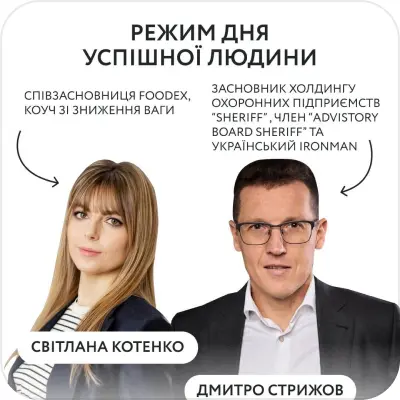 РЕЖИМ ДНЯ
УСПІШНОЇ ЛЮДИНИ
СПІВЗАСНОВНИЦЯ FOODEX,
КОУЧ ЗІ ЗНИЖЕННЯ ВАГИ
ЗАСНОВНИК ХОЛДИНГУ
ОХОРОННИХ ПІДПРИЄМСТВ
"SHERIFF", ЧЛЕН "ADVISTORY
BOARD SHERIFF" ТА
УКРАЇНСЬКИЙ IRONMAN
СВІТЛАНА КОТЕНКО
ДМИТРО СТРИЖОВ